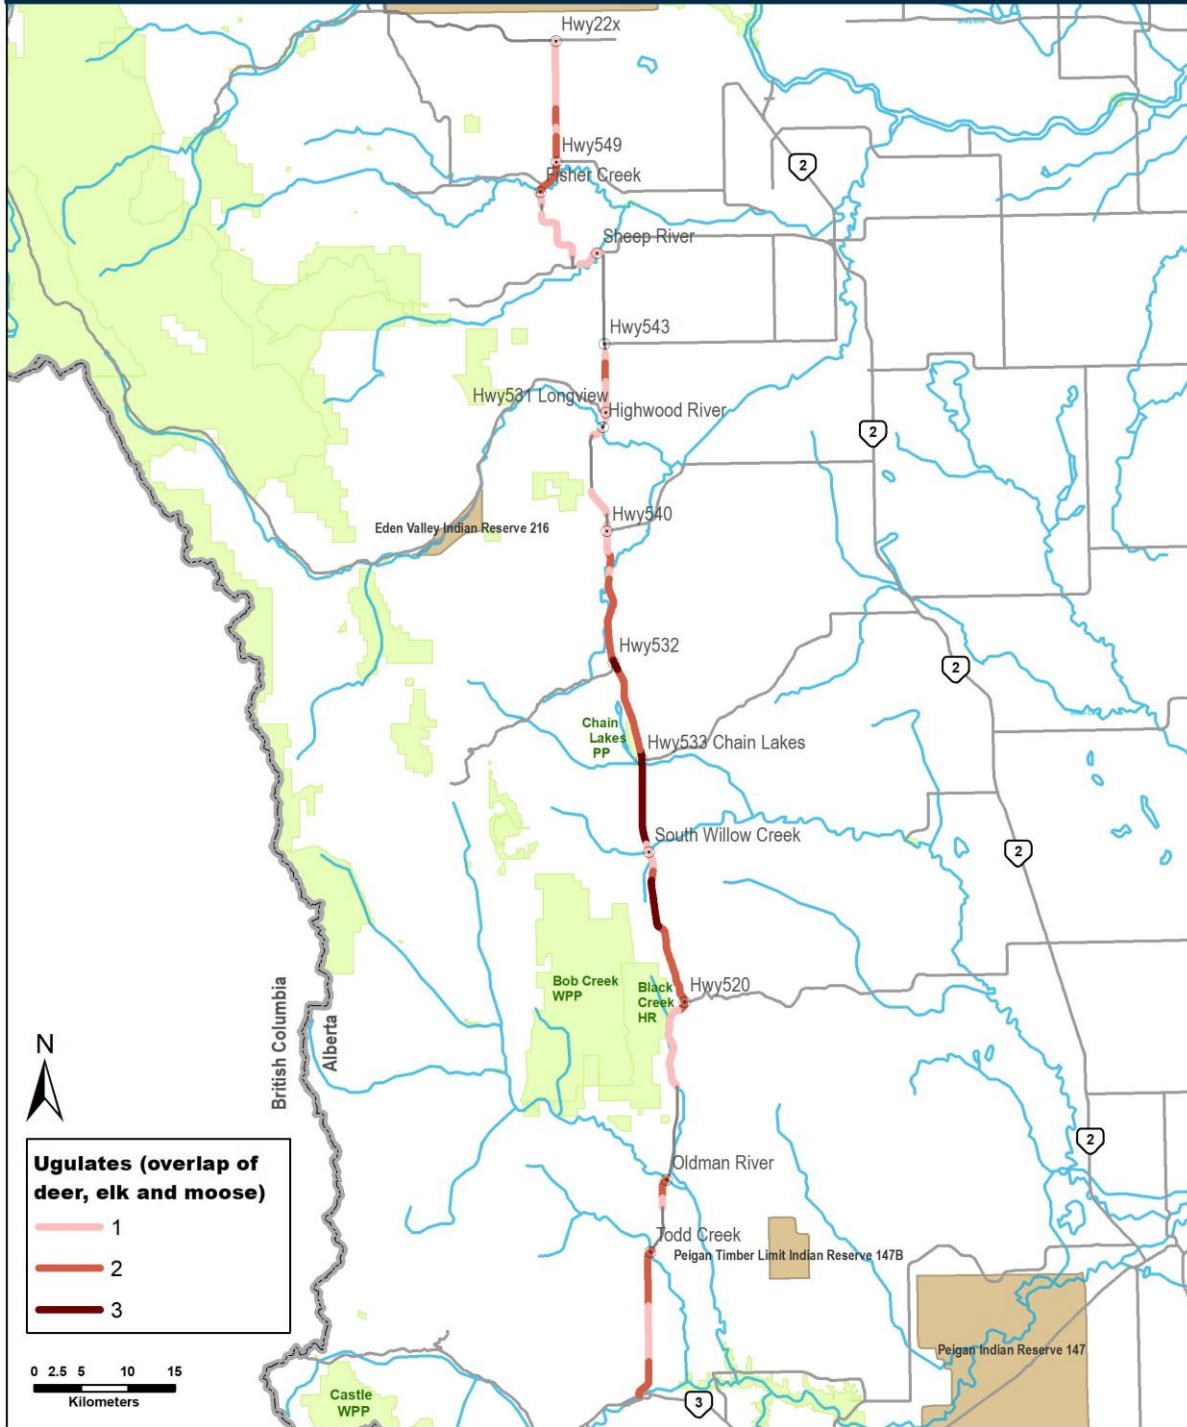 Hwy22x
Hwy549
Fisher Creek
2
Sheep River
Hwy543
Hwy531 Longview
Highwood River
2
Hwy540
Eden Valley Indian Reserve 216
Hwy532
2
Chain
Lakes
PP
Hwy533 Chain Lakes
South Willow Creek
2
Bob Creek
WPP
Black
Creek
HR
Hwy520
British Columbia
Alberta
N
2
Ugulates (overlap of
deer, elk and moose)
1
2
3
Oldman River
Todd Creek
Peigan Timber Limit Indian Reserve 147B
Peigan Indian Reserve 147
0 2.5 5 10 15
Kilometers
Castle
WPP
3